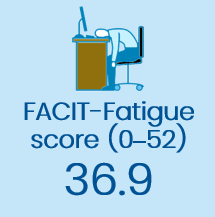 FACIT-Fatigue
score (0–52)
36.9